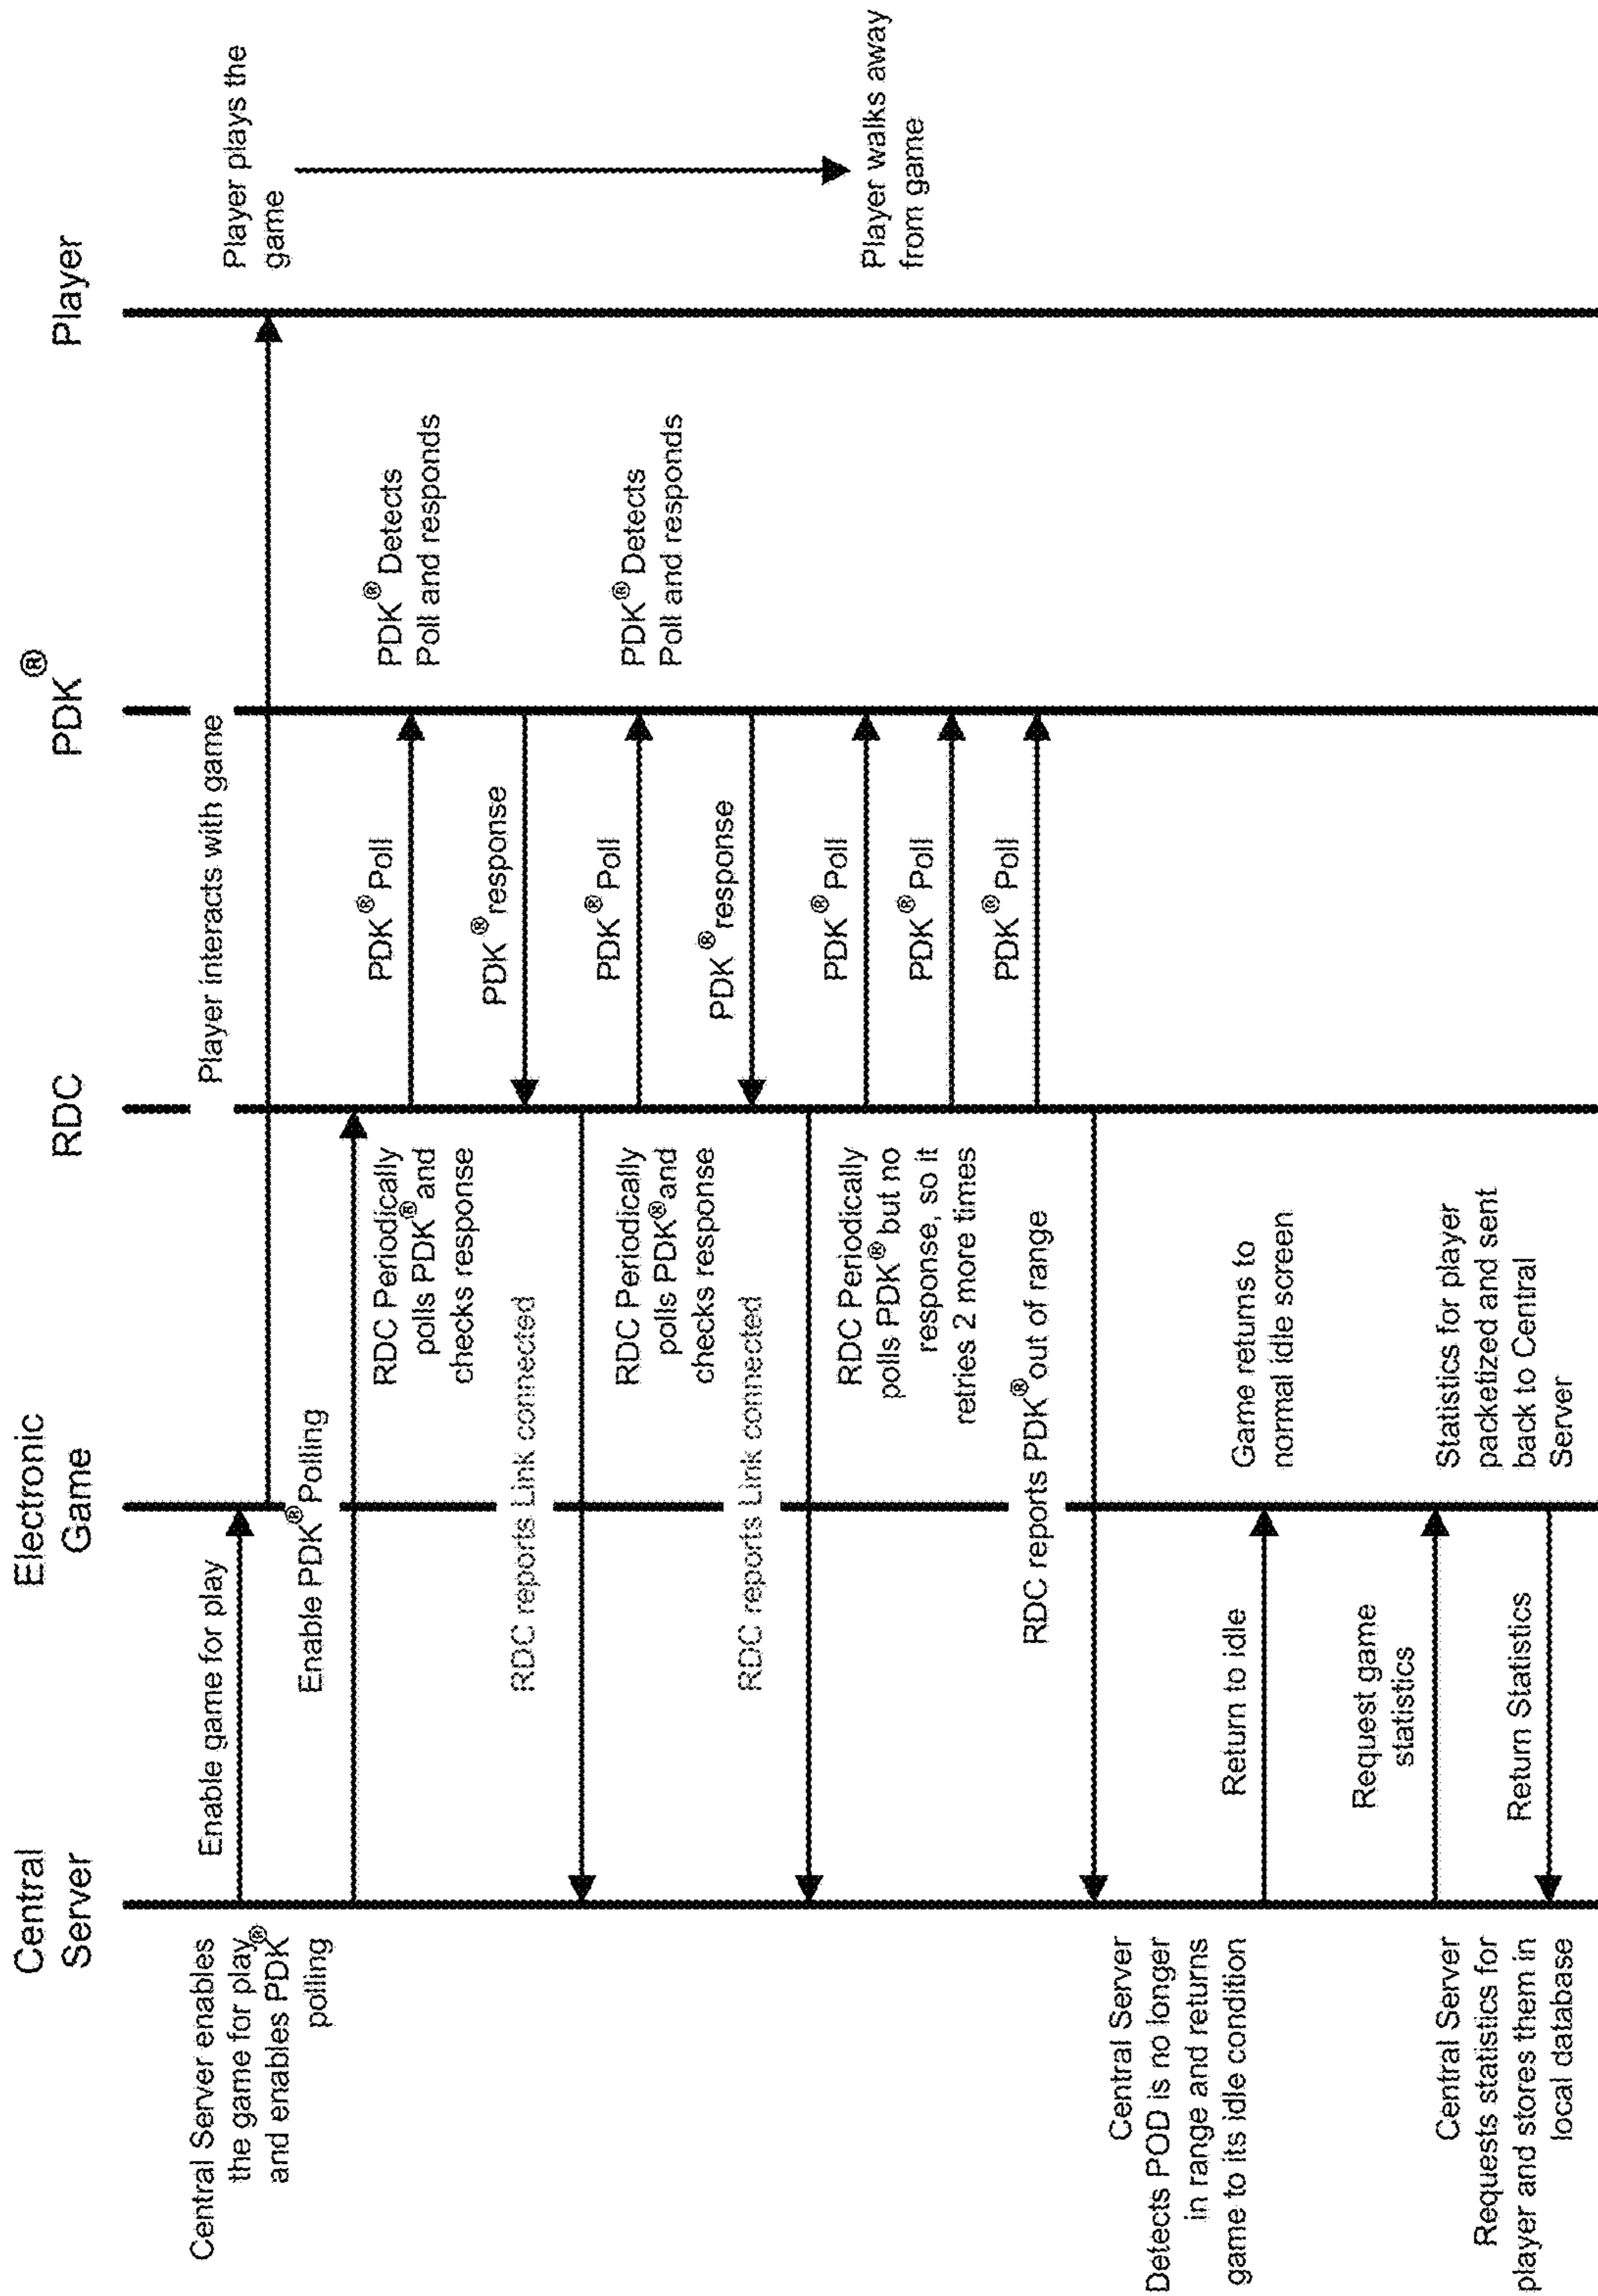 Central
Server
Electronic
Game
RDC
PDK®
Player
Central Server enables
the game for play
and enables PDK®
polling
Enable game for play
Player interacts with game
Player plays the
game
Enable PDK® Polling
RDC Periodically
polls PDK® and
checks response
PDK® Poll
PDK® Detects
Poll and responds
PDK® response
RDC reports Link connected
RDC Periodically
polls PDK® and
checks response
PDK® Poll
PDK® Detects
Poll and responds
PDK® response
RDC reports Link connected
RDC Periodically
polls PDK® but no
response, so it
retries 2 more times
PDK® Poll
PDK® Poll
PDK® Poll
Player walks away
from game
RDC reports PDK® out of range
Central Server
Detects POD is no longer
in range and returns
game to its idle condition
Return to idle
Game returns to
normal idle screen
Central Server
Requests statistics for
player and stores them in
local database
Request game
statistics
Statistics for player
packetized and sent
back to Central
Server
Return Statistics